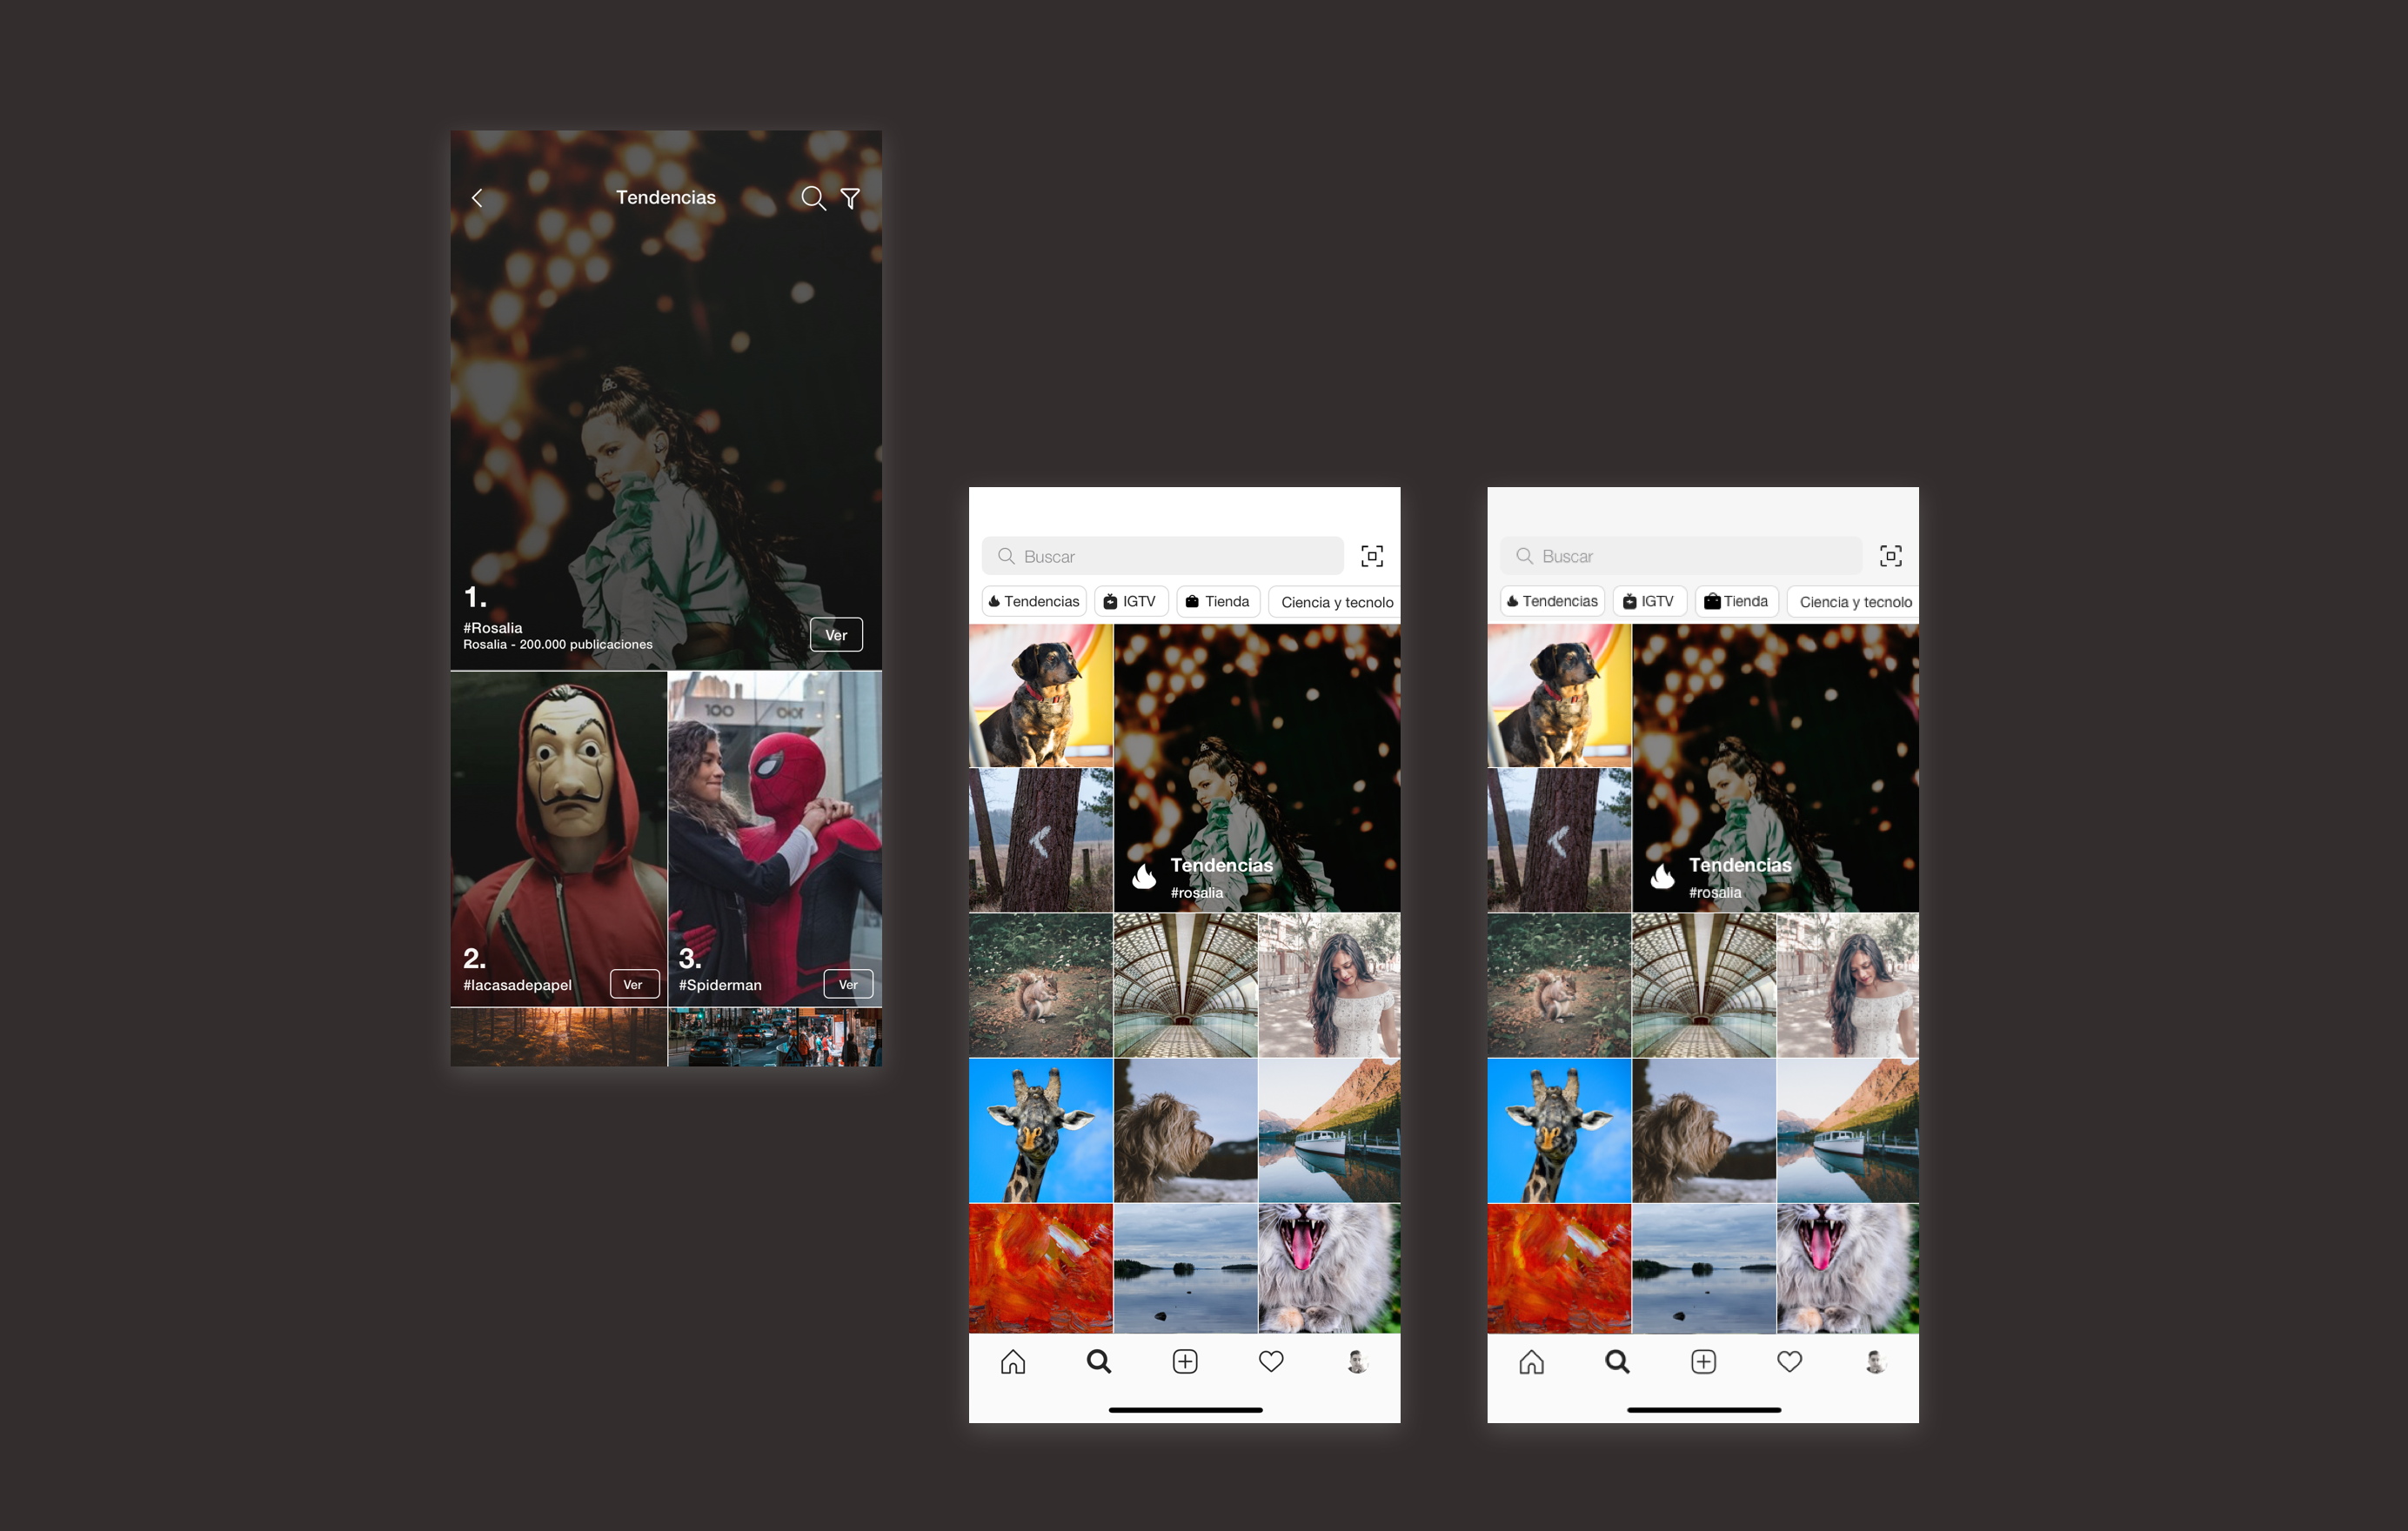 Tendencias
1.
#Rosalia
Rosalia - 200.000 publicaciones
Ver
2.
#lacasadepapel
Ver
3.
#Spiderman
Ver
100
Buscar
Tendencias
IGTV
Tienda
Ciencia y tecnolo
Tendencias
#rosalia
Buscar
Tendencias
IGTV
Tienda
Ciencia y tecnolo
Tendencias
#rosalia